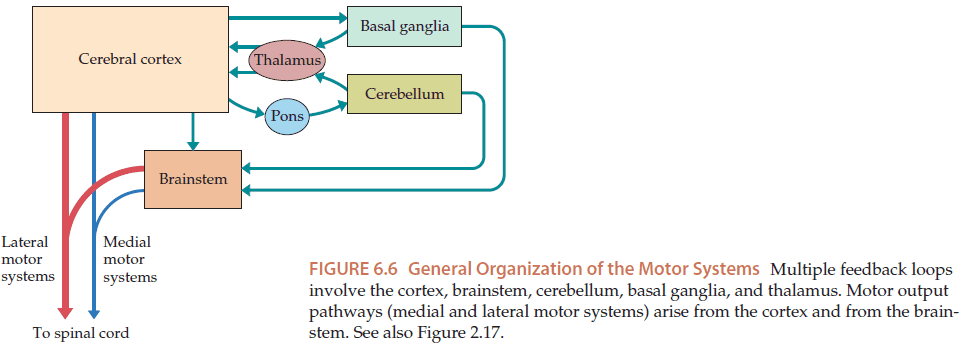 Basal ganglia
Cerebral cortex
Thalamus
Cerebellum
Pons
Brainstem
Lateral
motor
systems
Medial
motor
systems
To spinal cord
FIGURE 6.6 General Organization of the Motor Systems Multiple feedback loops
involve the cortex, brainstem, cerebellum, basal ganglia, and thalamus. Motor output
pathways (medial and lateral motor systems) arise from the cortex and from the brain-
stem. See also Figure 2.17.